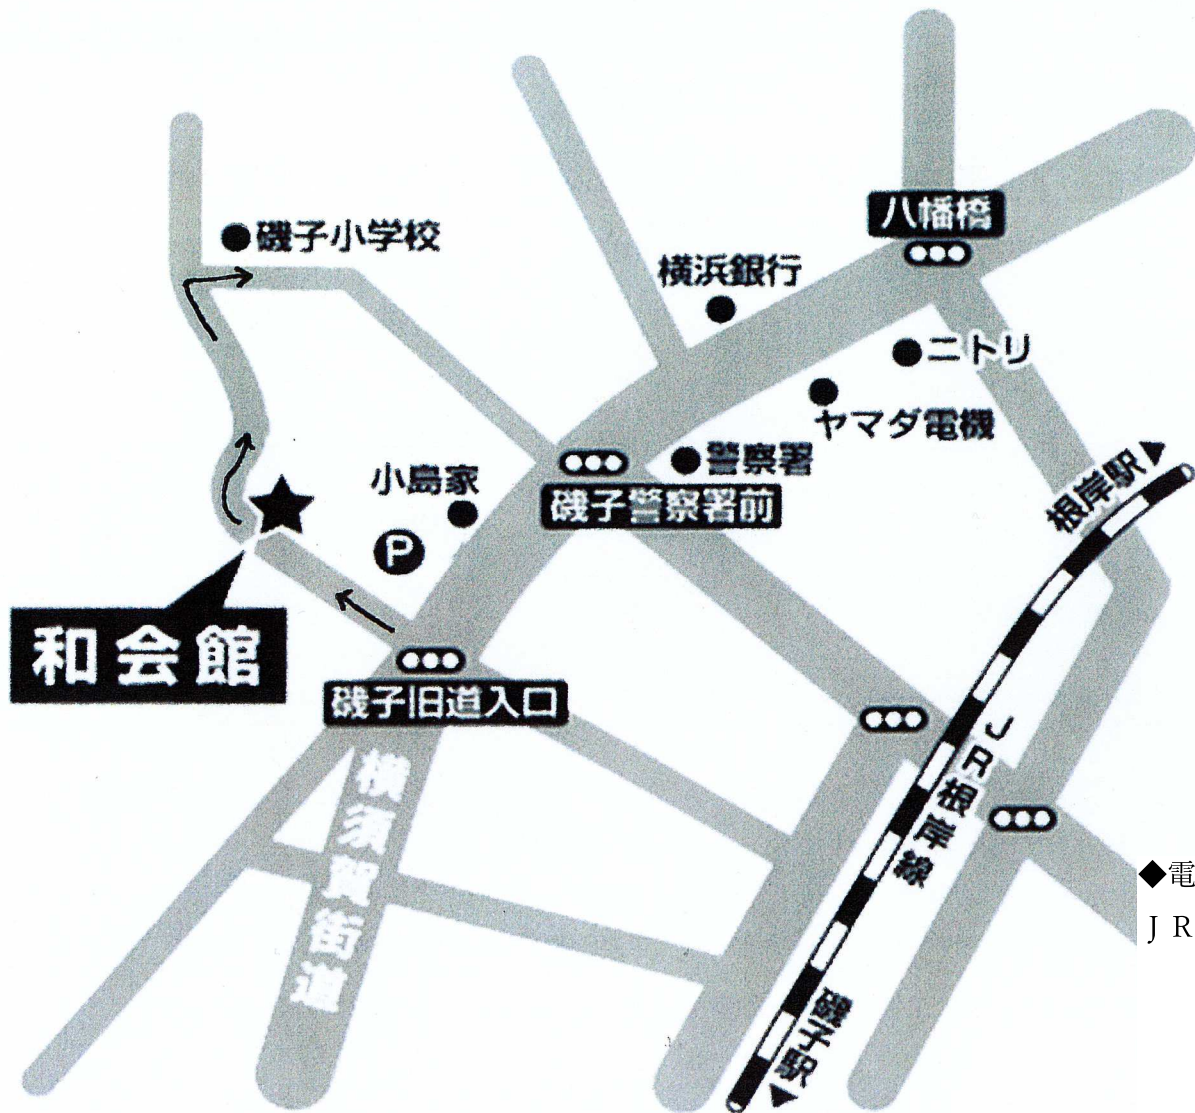 八幡橋
磯子小学校
横浜銀行
ニトリ
ヤマダ電機
警察署
小島家
磯子警察署前
根岸駅
P
和会館
磯子旧道入口
JR根岸線
横須賀街道
◆電
JR
磯子駅